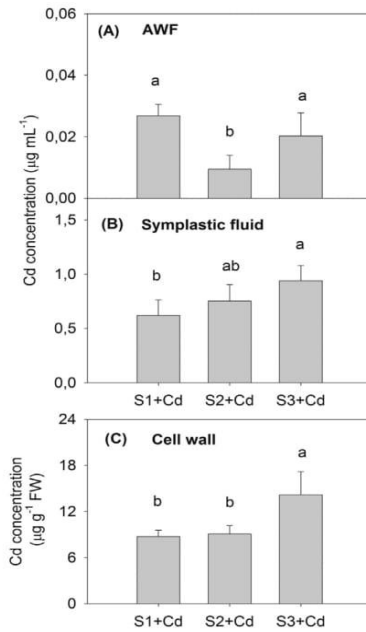 0,06
(A) AWF
a
0,04
a
b
0,02
0,00
Cd concentration (µg mL⁻¹)
1,5
(B) Symplastic fluid
a
ab
1,0
b
0,5
0,0
S1+Cd S2+Cd S3+Cd
24
(C) Cell wall
a
18
b b
12
6
0
Cd concentration
(µg g⁻¹ FW)
S1+Cd S2+Cd S3+Cd